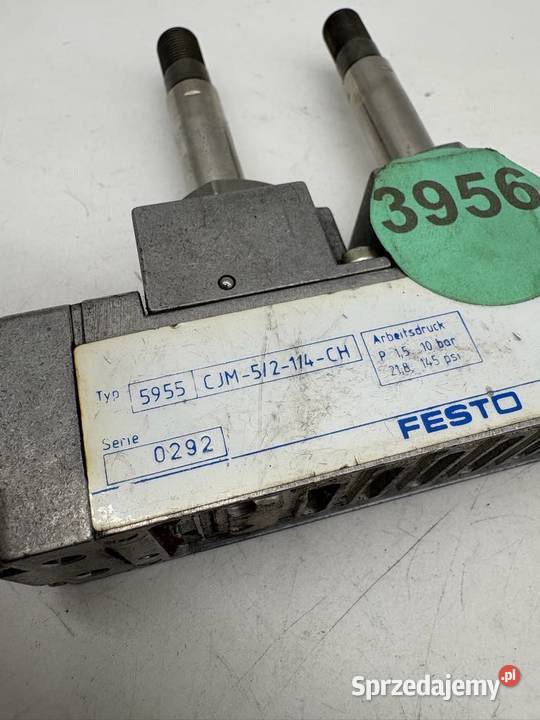 3956
Typ 5955 CJM-5/2-1/4-CH
Arbeitsdruck
P 1,5 10 bar
21,8 145 psi
Serie
0292
FESTO
Sprzedajemy.pl